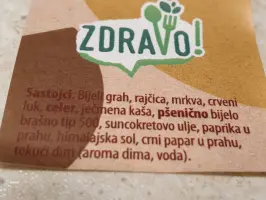 ZDRAVO!
Sastojci: Bijeli grah, rajčica, mrkva, crveni
luk, celer, ječmena kaša, pšenično bijelo
brašno tip 500, suncokretovo ulje, paprika u
prahu, himalajska sol, crni papar u prahu,
tekući dim (aroma dima, voda).